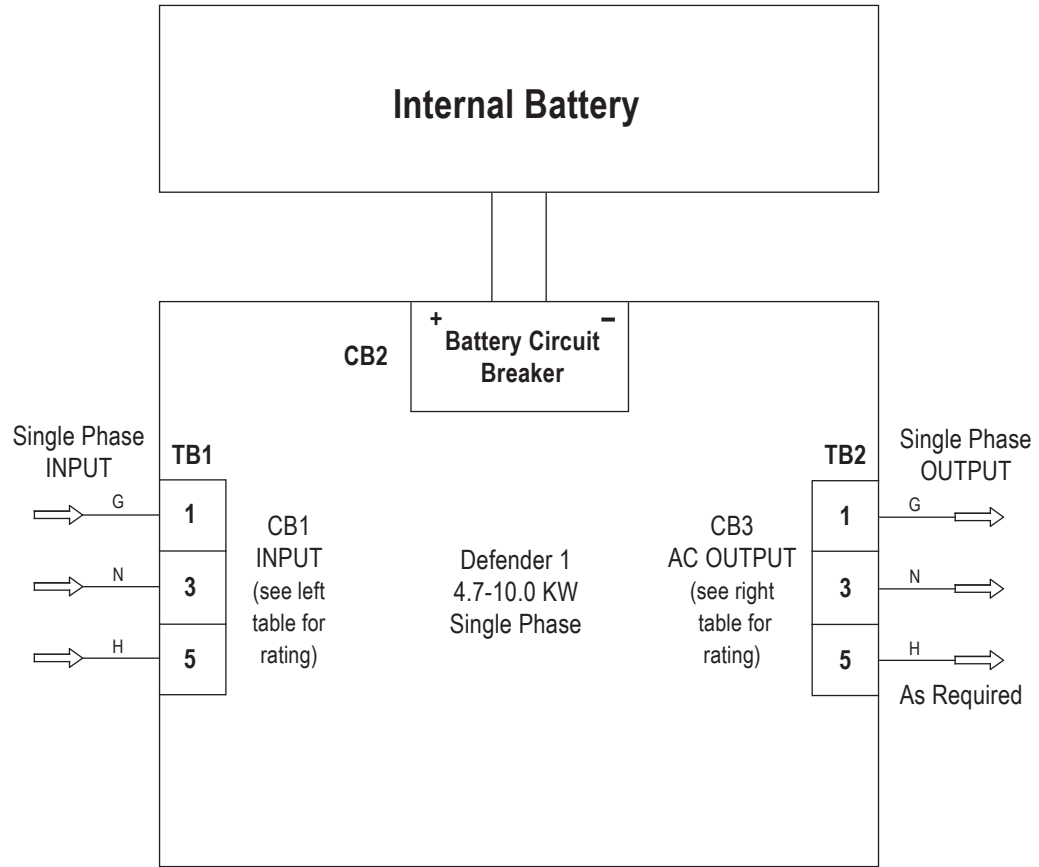 Internal Battery
+ –
CB2
Battery Circuit
Breaker
Single Phase
INPUT
TB1
G
1
N
3
H
5
CB1
INPUT
(see left
table for
rating)
Defender 1
4.7-10.0 KW
Single Phase
CB3
AC OUTPUT
(see right
table for
rating)
TB2
1
3
5
Single Phase
OUTPUT
G
N
H
As Required